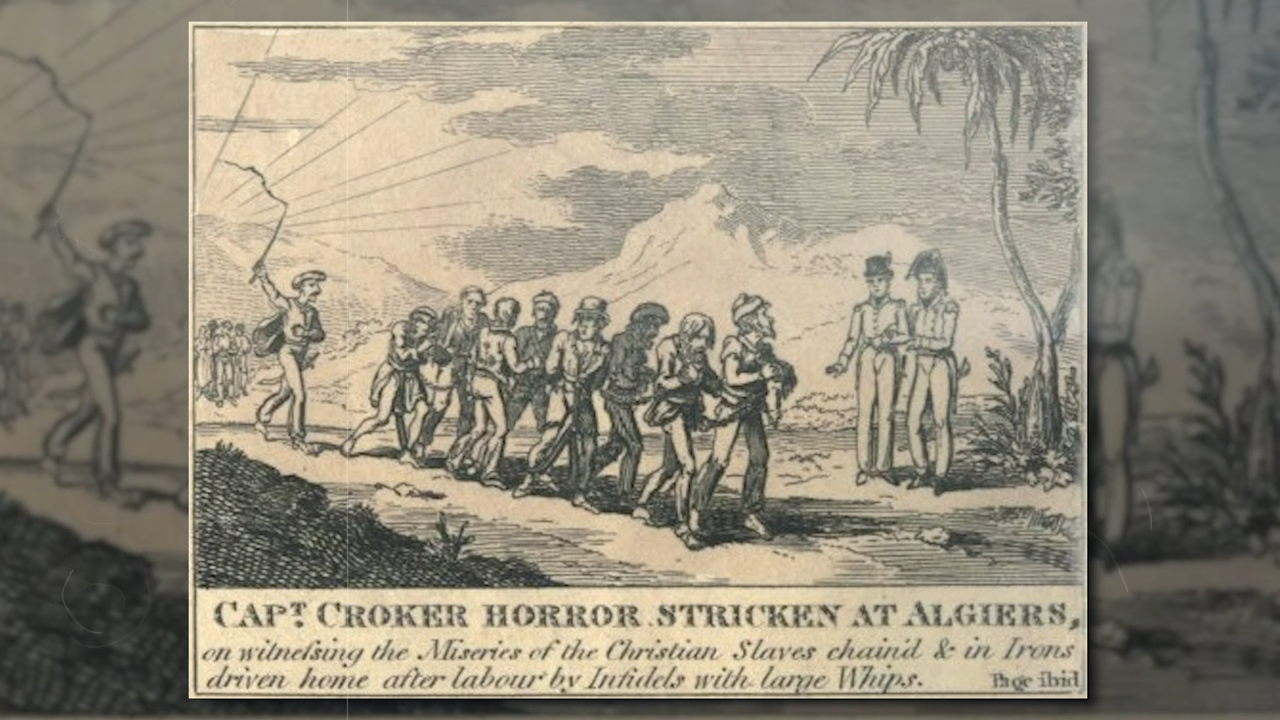 CAPT. CROKER HORROR STRICKEN AT ALGIERS,
on witneſsing the Miseries of the Christian Slaves chain'd & in Irons
driven home after labour by Infidels with large Whips.
Page ibid